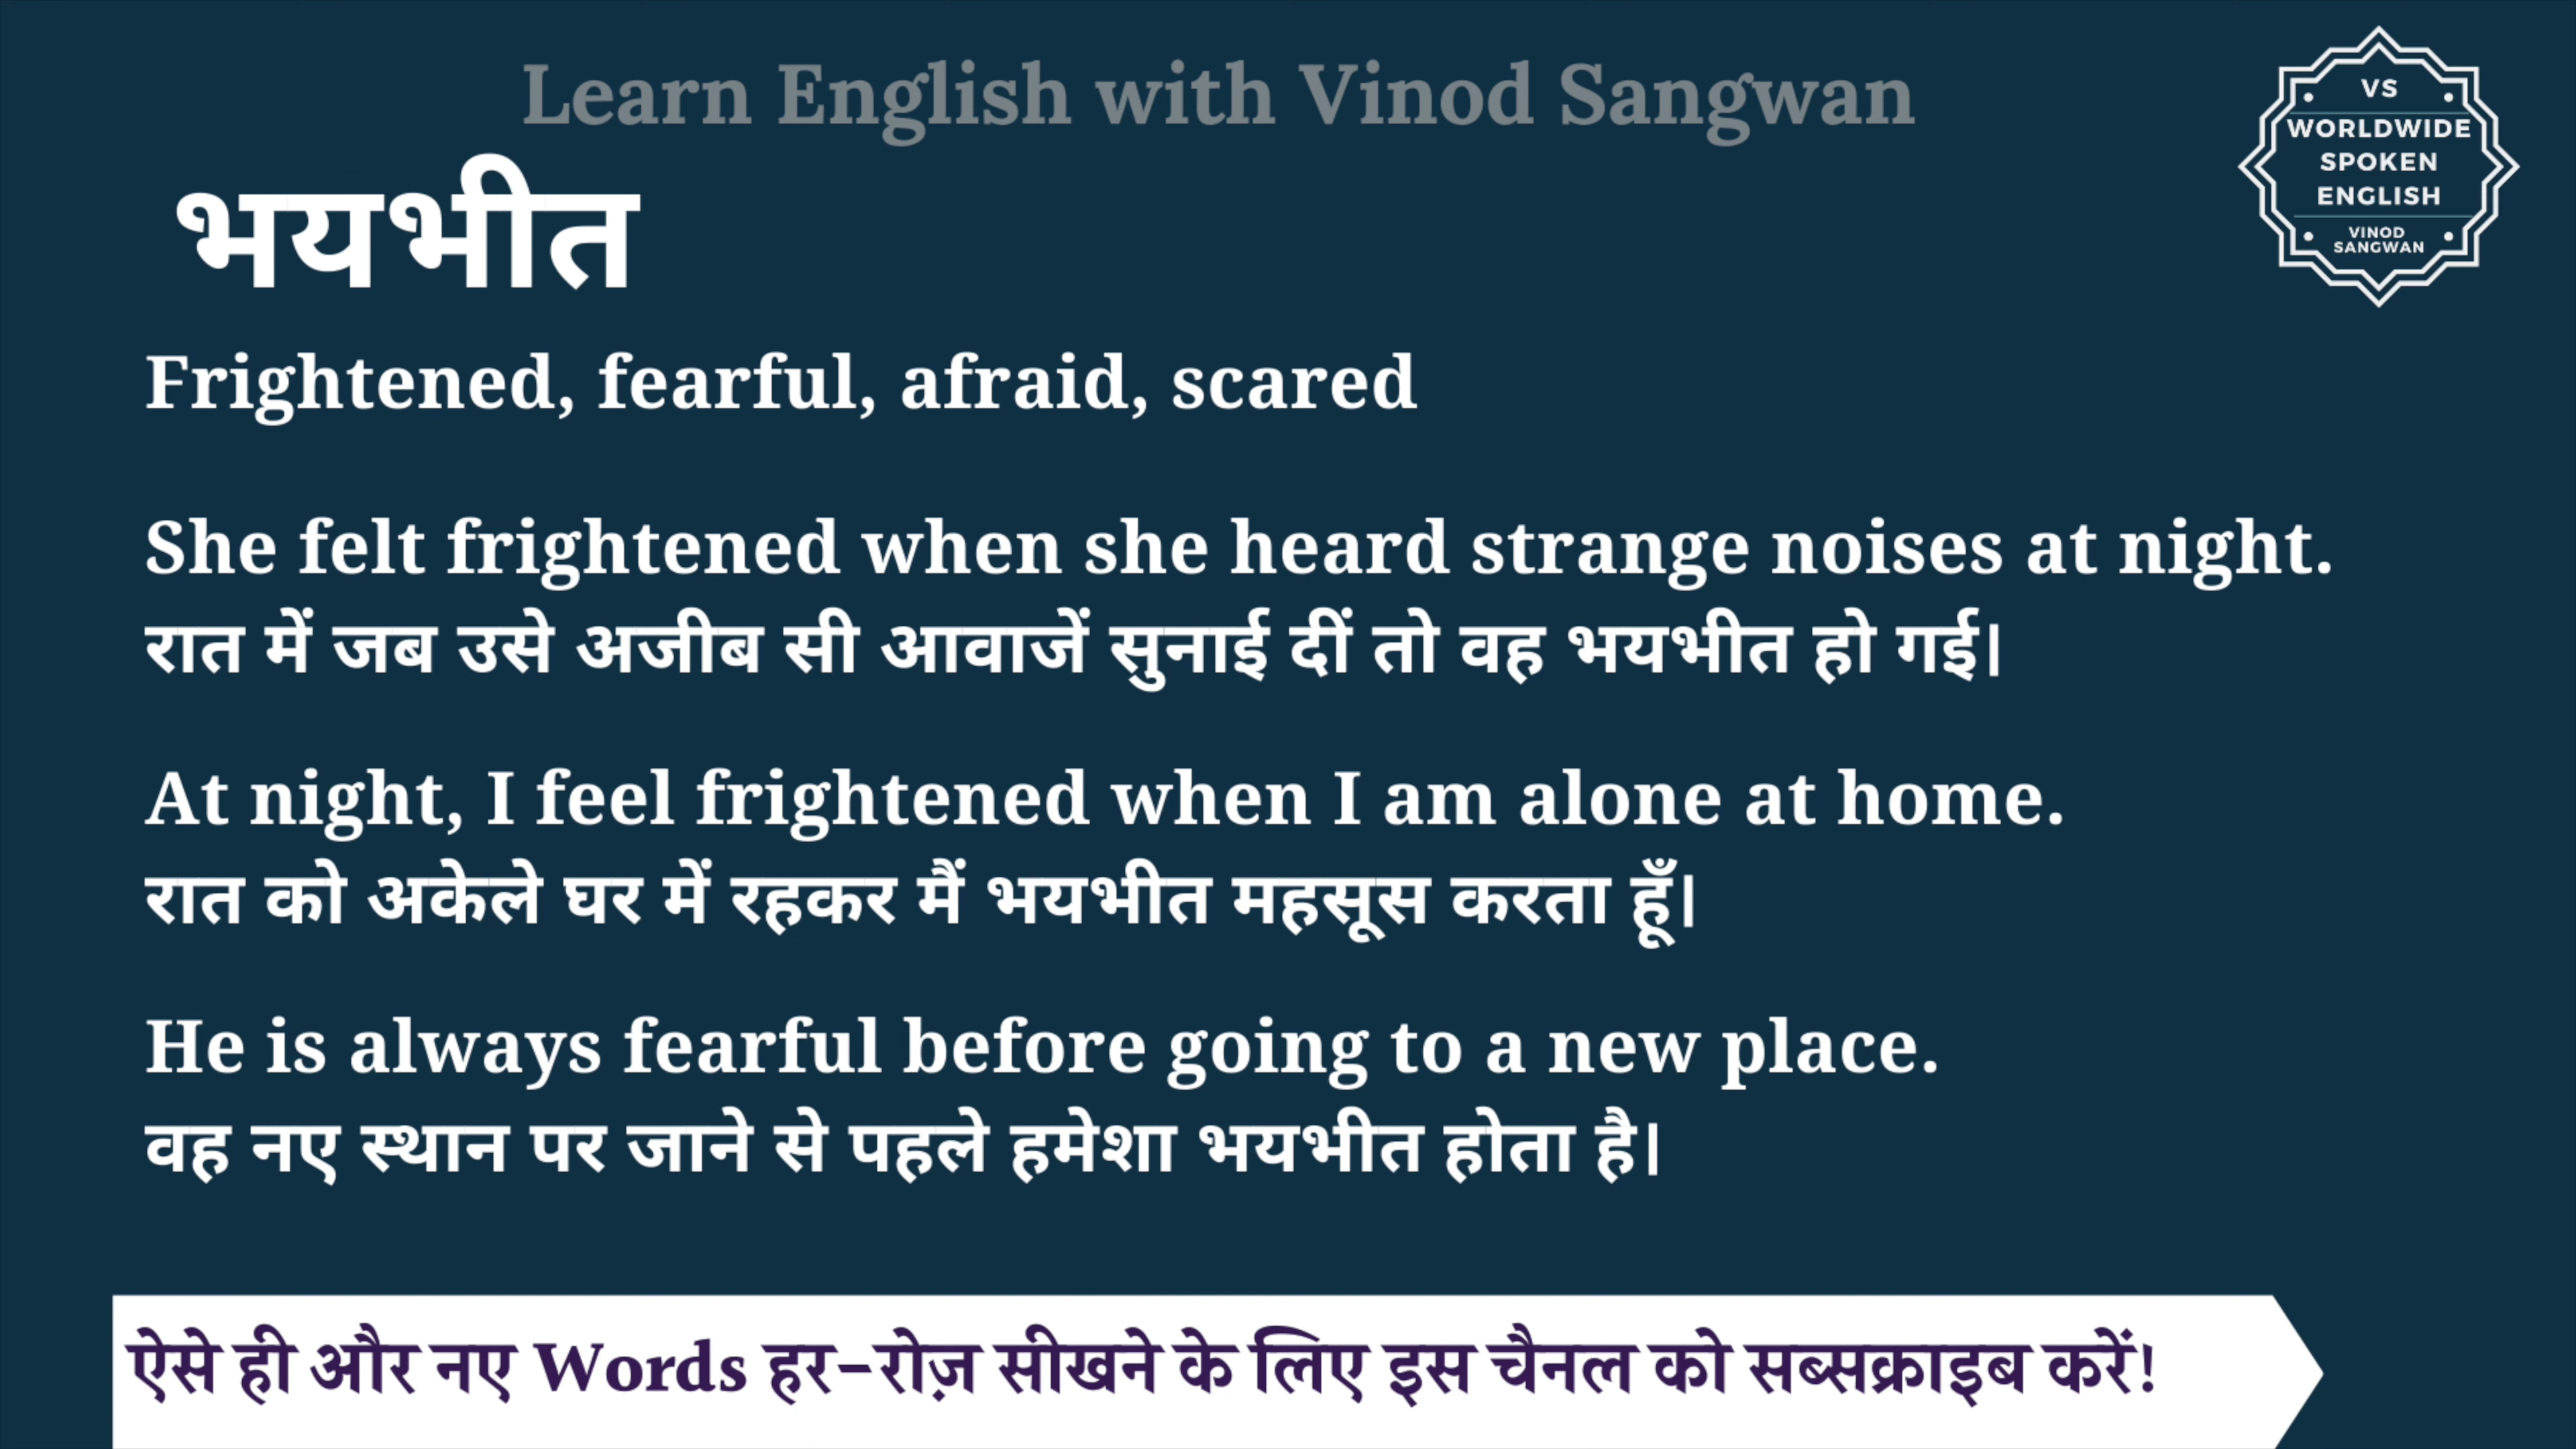 Learn English with Vinod Sangwan
VS
WORLDWIDE
SPOKEN
ENGLISH
VINOD
SANGWAN
भयभीत
Frightened, fearful, afraid, scared
She felt frightened when she heard strange noises at night.
रात में जब उसे अजीब सी आवाजें सुनाई दीं तो वह भयभीत हो गई।
At night, I feel frightened when I am alone at home.
रात को अकेले घर में रहकर मैं भयभीत महसूस करता हूँ।
He is always fearful before going to a new place.
वह नए स्थान पर जाने से पहले हमेशा भयभीत होता है।
ऐसे ही और नए Words हर-रोज़ सीखने के लिए इस चैनल को सब्सक्राइब करें!